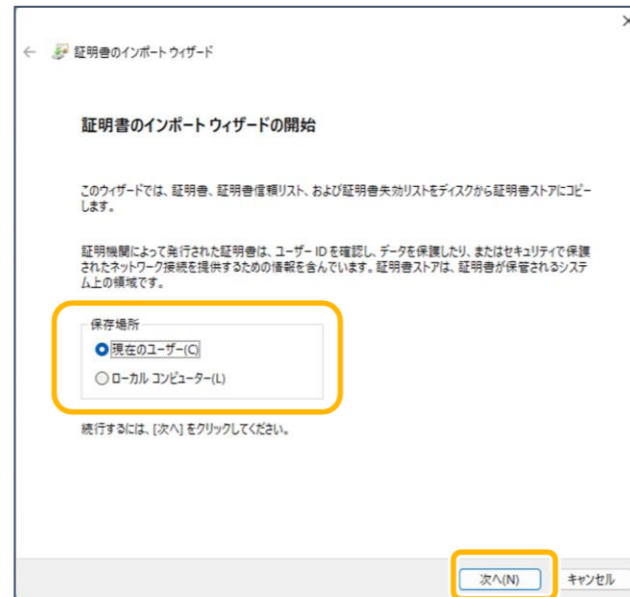 証明書のインポート ウィザード
証明書のインポート ウィザードの開始
このウィザードでは、証明書、証明書信頼リスト、および証明書失効リストをディスクから証明書ストアにコピー
します。
証明機関によって発行された証明書は、ユーザー ID を確認し、データを保護したり、またはセキュリティで保護
されたネットワーク接続を提供するための情報を含んでいます。証明書ストアは、証明書が保管されるシステ
ム上の領域です。
保存場所
現在のユーザー(C)
ローカル コンピューター(L)
続行するには、[次へ] をクリックしてください。
次へ(N)
キャンセル